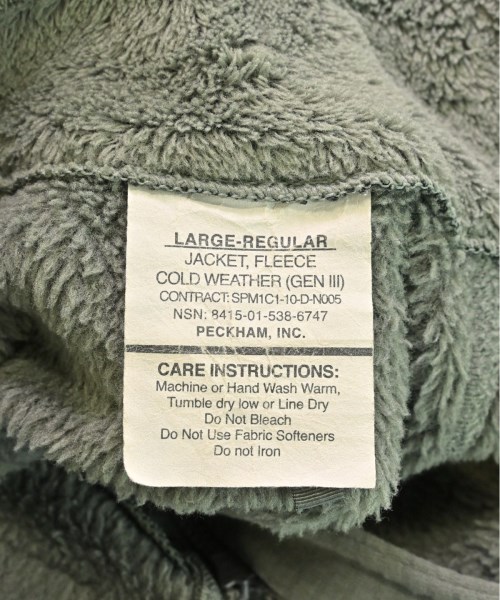 LARGE-REGULAR
JACKET, FLEECE
COLD WEATHER (GEN III)
CONTRACT: SPM1C1-10-D-N005
NSN: 8415-01-538-6747
PECKHAM, INC.
CARE INSTRUCTIONS:
Machine or Hand Wash Warm,
Tumble dry low or Line Dry
Do Not Bleach
Do Not Use Fabric Softeners
Do not Iron